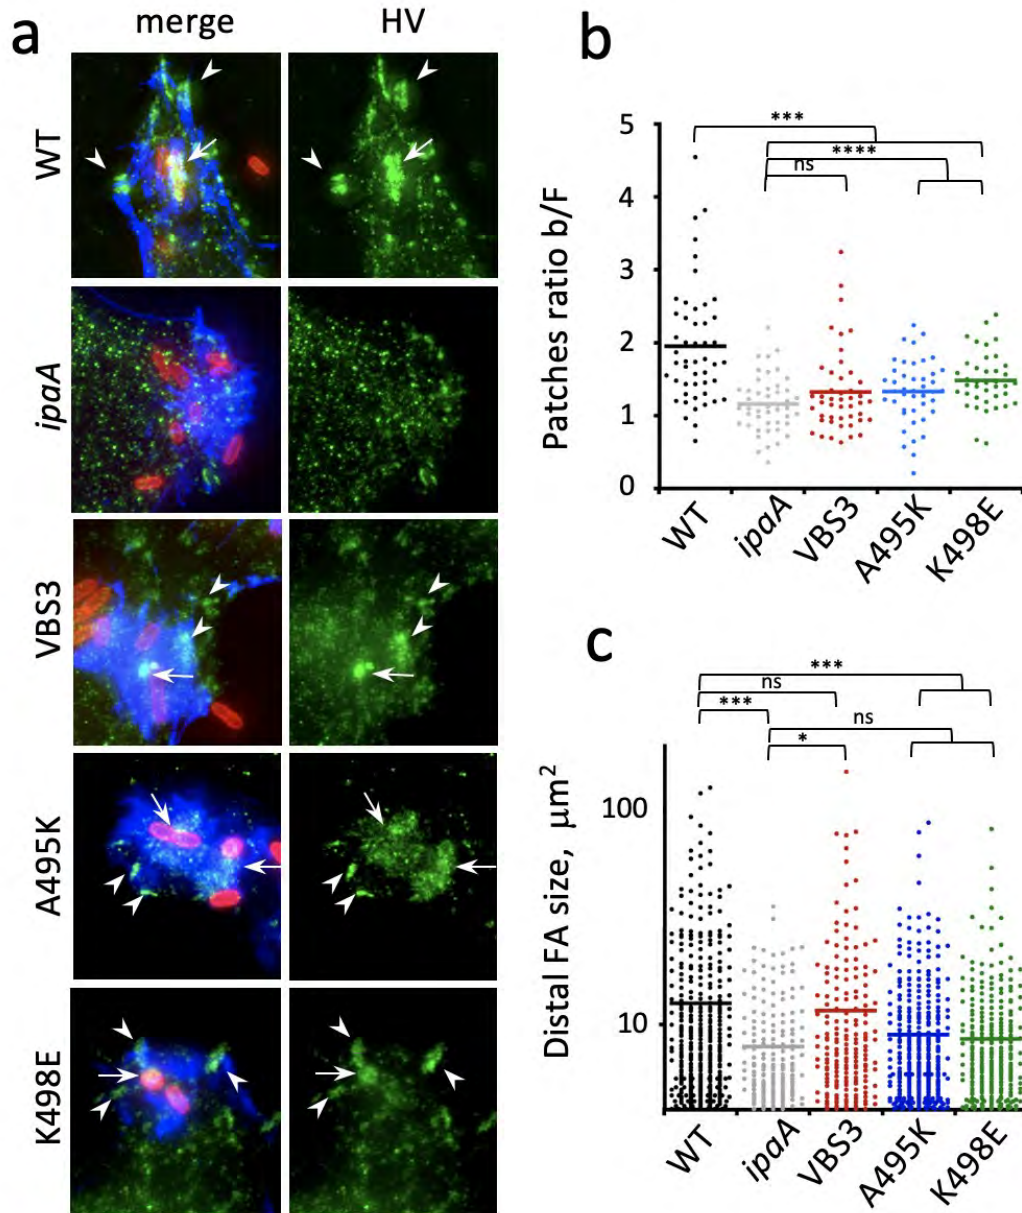 a
merge HV
WT
ipaA
VBS3
A495K
K498E
b
Patches ratio b/F
5
4
3
2
1
0
***
****
ns
WT ipaA VBS3 A495K K498E
c
Distal FA size, μm²
100
10
***
ns
***
ns
*
WT ipaA VBS3 A495K K498E